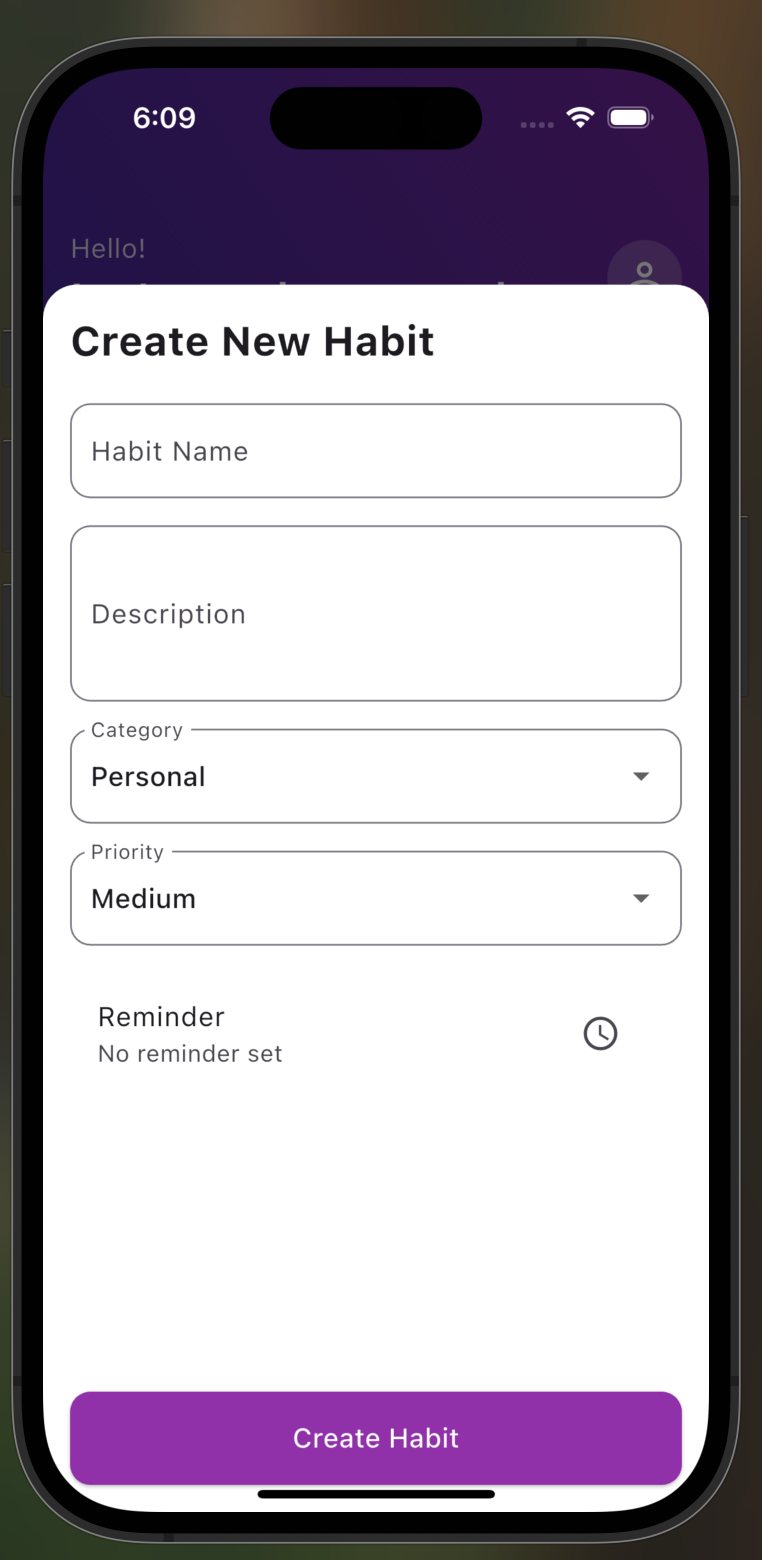 6:09
Hello!
Create New Habit
Habit Name
Description
Category
Personal
Priority
Medium
Reminder
No reminder set
Create Habit